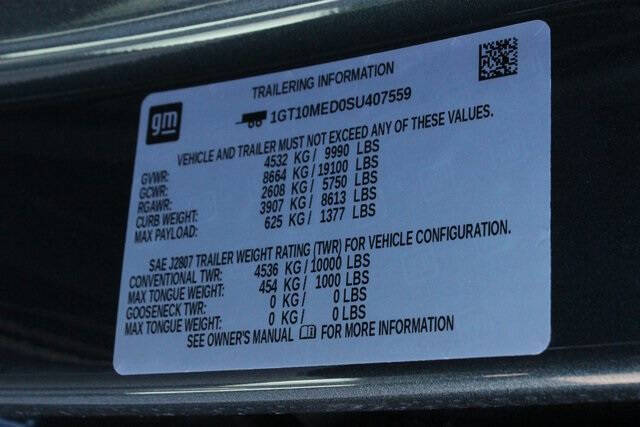 TRAILERING INFORMATION
gm
1GT10MED0SU407559
VEHICLE AND TRAILER MUST NOT EXCEED ANY OF THESE VALUES.
GVWR: 4532 KG / 9990 LBS
GCWR: 8664 KG / 19100 LBS
RGAWR: 2608 KG / 5750 LBS
CURB WEIGHT: 3907 KG / 8613 LBS
MAX PAYLOAD: 625 KG / 1377 LBS
SAE J2807 TRAILER WEIGHT RATING (TWR) FOR VEHICLE CONFIGURATION.
CONVENTIONAL TWR: 4536 KG / 10000 LBS
MAX TONGUE WEIGHT: 454 KG / 1000 LBS
GOOSENECK TWR: 0 KG / 0 LBS
MAX TONGUE WEIGHT: 0 KG / 0 LBS
SEE OWNER'S MANUAL FOR MORE INFORMATION